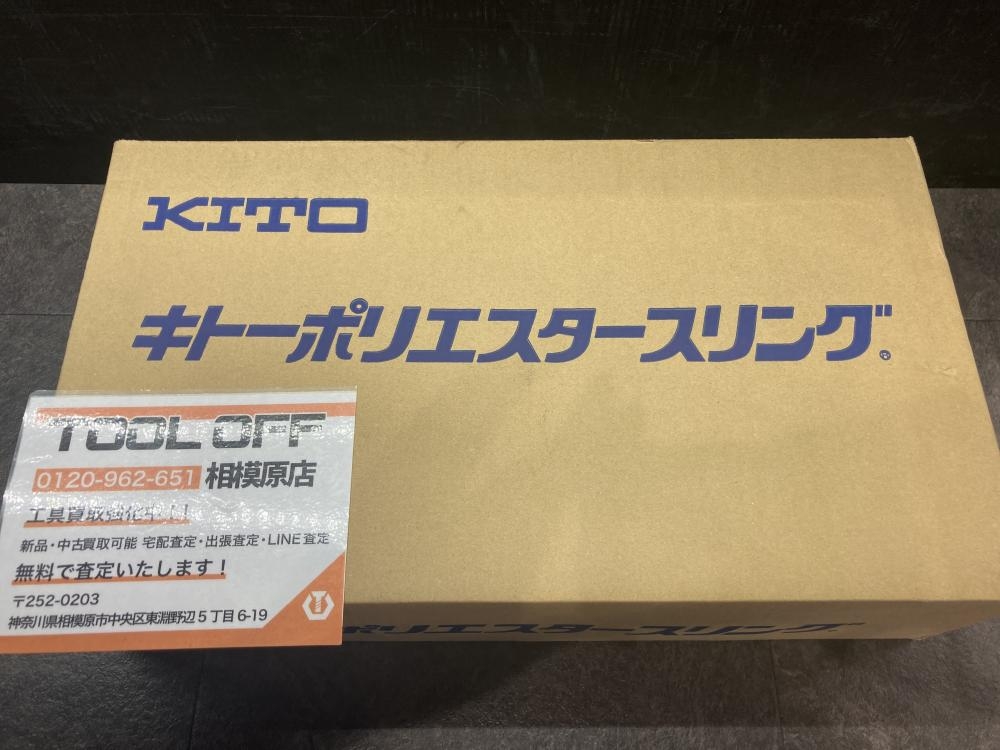 KITO
キトーポリエスタースリング®
TOOL OFF
0120-962-651 相模原店
工具買取強化中！！
新品・中古買取可能 宅配査定・出張査定・LINE査定
無料で査定いたします！
〒252-0203
神奈川県相模原市中央区東淵野辺5丁目6-19
ポリエスタースリング®